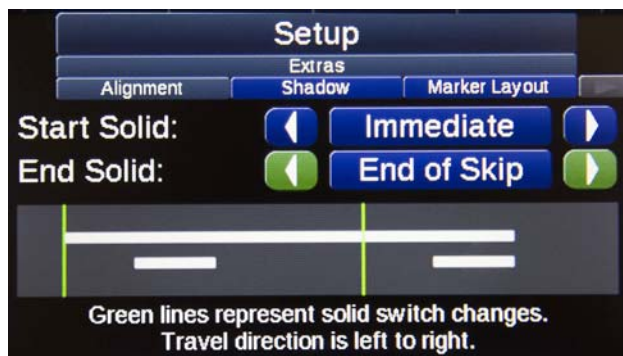 Setup
Extras
Alignment Shadow Marker Layout
Start Solid: Immediate
End Solid: End of Skip
Green lines represent solid switch changes.
Travel direction is left to right.